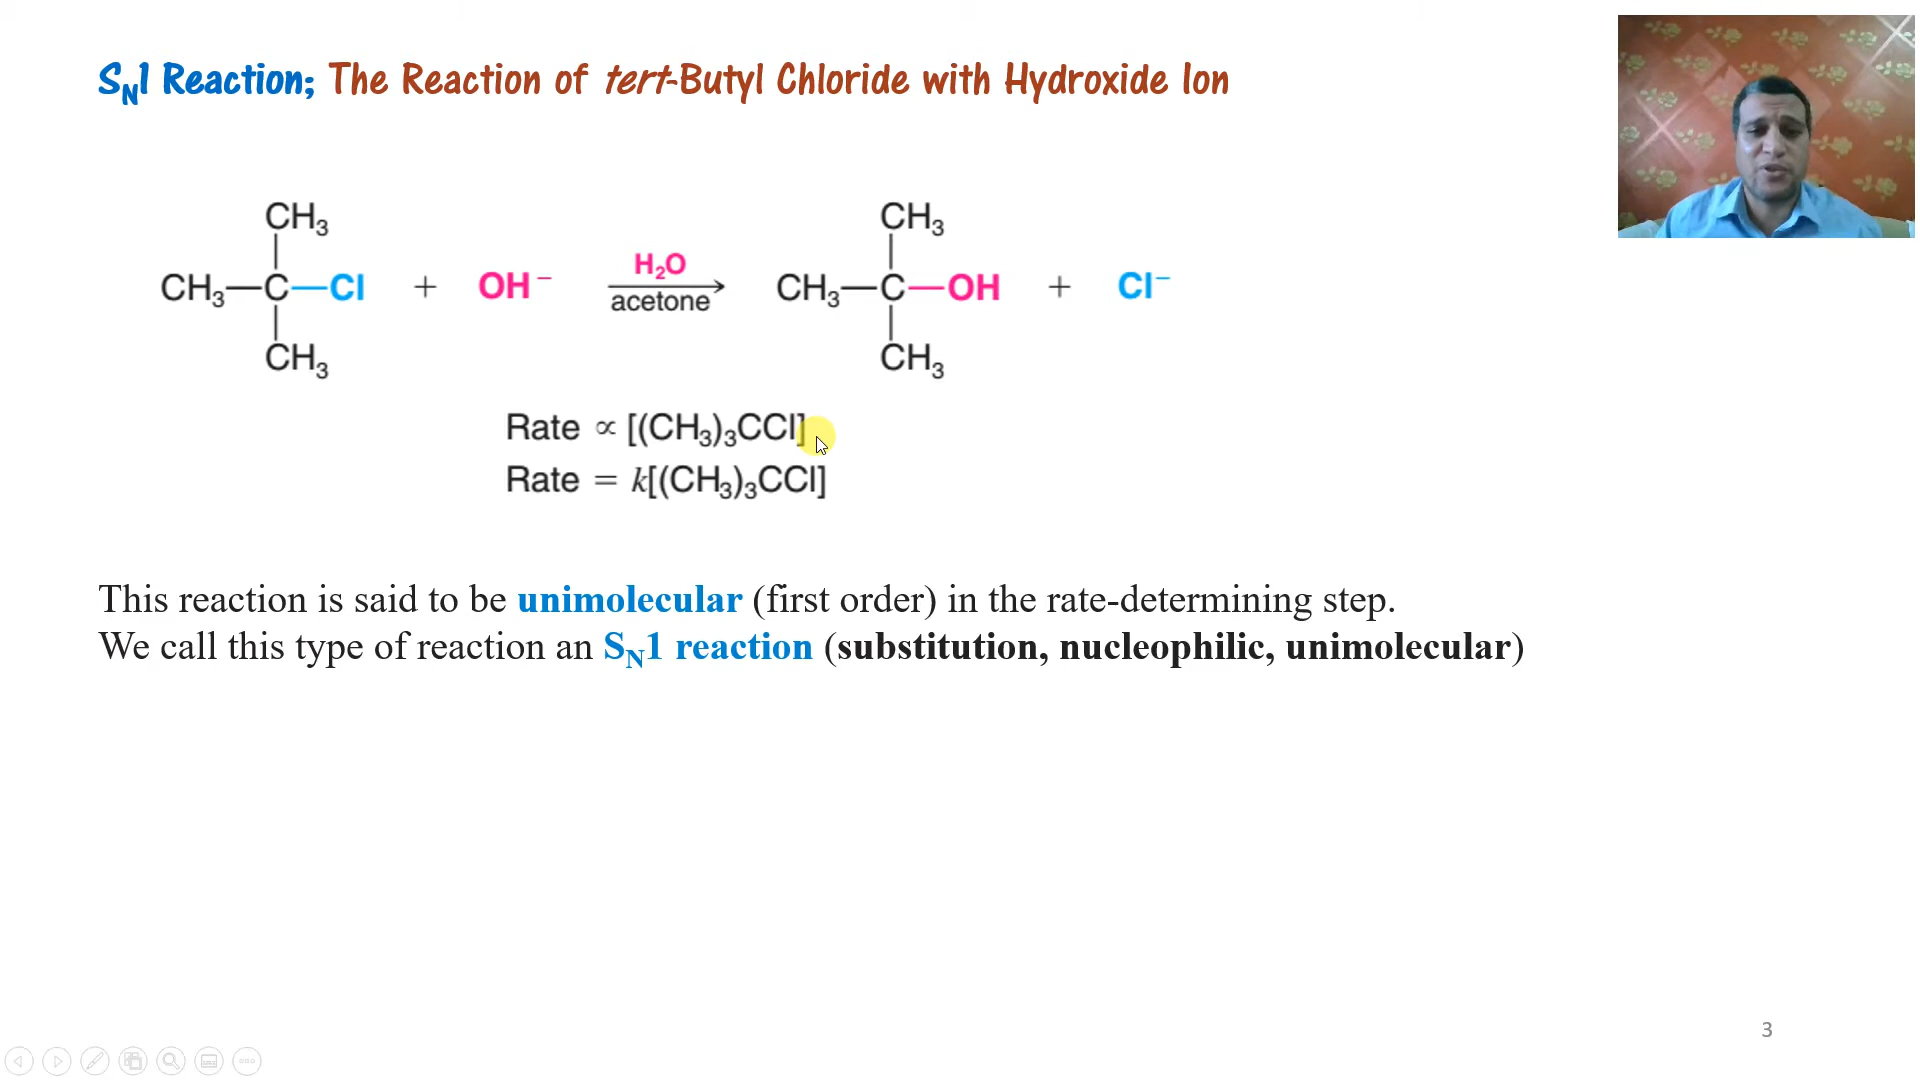 SN1 Reaction; The Reaction of tert-Butyl Chloride with Hydroxide Ion
CH3 CH3
CH3—C—Cl + OH− H2O acetone CH3—C—OH + Cl−
CH3 CH3
Rate ∝ [(CH3)3CCl]
Rate = k[(CH3)3CCl]
This reaction is said to be unimolecular (first order) in the rate-determining step.
We call this type of reaction an SN1 reaction (substitution, nucleophilic, unimolecular)
3